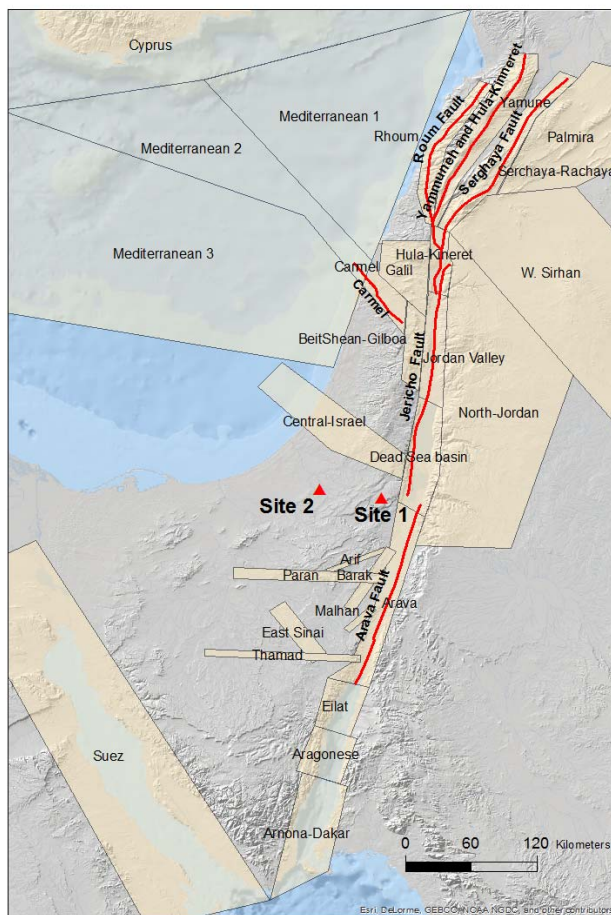 Cyprus
Mediterranean 1
Mediterranean 2
Mediterranean 3
Rhoum
Roum Fault
Yammuneh and Hula-Kinneret
Yamune
Serghaya Fault
Palmira
Serchaya-Rachaya
Hula-Kineret
Carmel
Galil
W. Sirhan
Carmel
BeitShean-Gilboa
Jordan Valley
Jericho Fault
Central-Israel
North-Jordan
Dead Sea basin
Site 2
Site 1
Arif
Paran
Barak
Malhan
Arava
Arava Fault
East Sinai
Thamad
Eilat
Suez
Aragonese
Arnona-Dakar
0 60 120 Kilometers
Esri, DeLorme, GEBCO, NOAA NGDC, and other contributors